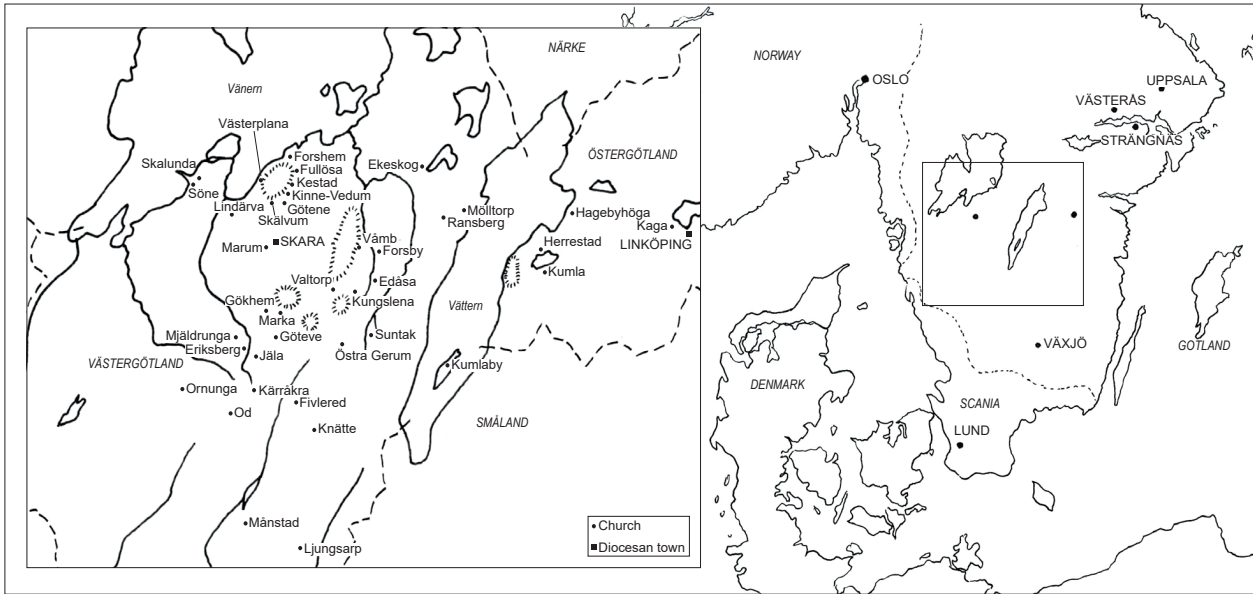 NÄRKE
Vänern
Västerplana
Forshem
Fullösa
Skalunda
Kestad
Ekeskog
ÖSTERGÖTLAND
Söne
Kinne-Vedum
Lindärva
Götene
Skälvum
Mölltorp
Ransberg
Hagebyhöga
Kaga
LINKÖPING
Marum
SKARA
Våmb
Forsby
Herrestad
Kumla
Valtorp
Edåsa
Gökhem
Kungslena
Vättern
Marka
Mjäldrunga
Göteve
Suntak
Eriksberg
Jäla
Östra Gerum
VÄSTERGÖTLAND
Kumlaby
Ornunga
Kärråkra
Fivlered
Od
SMÅLAND
Knätte
Månstad
Ljungsarp
Church
Diocesan town
NORWAY
OSLO
UPPSALA
VÄSTERÅS
STRÄNGNÄS
VÄXJÖ
GOTLAND
DENMARK
SCANIA
LUND